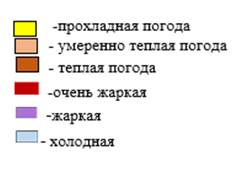 -прохладная погода
- умеренно теплая погода
- теплая погода
-очень жаркая
-жаркая
- холодная